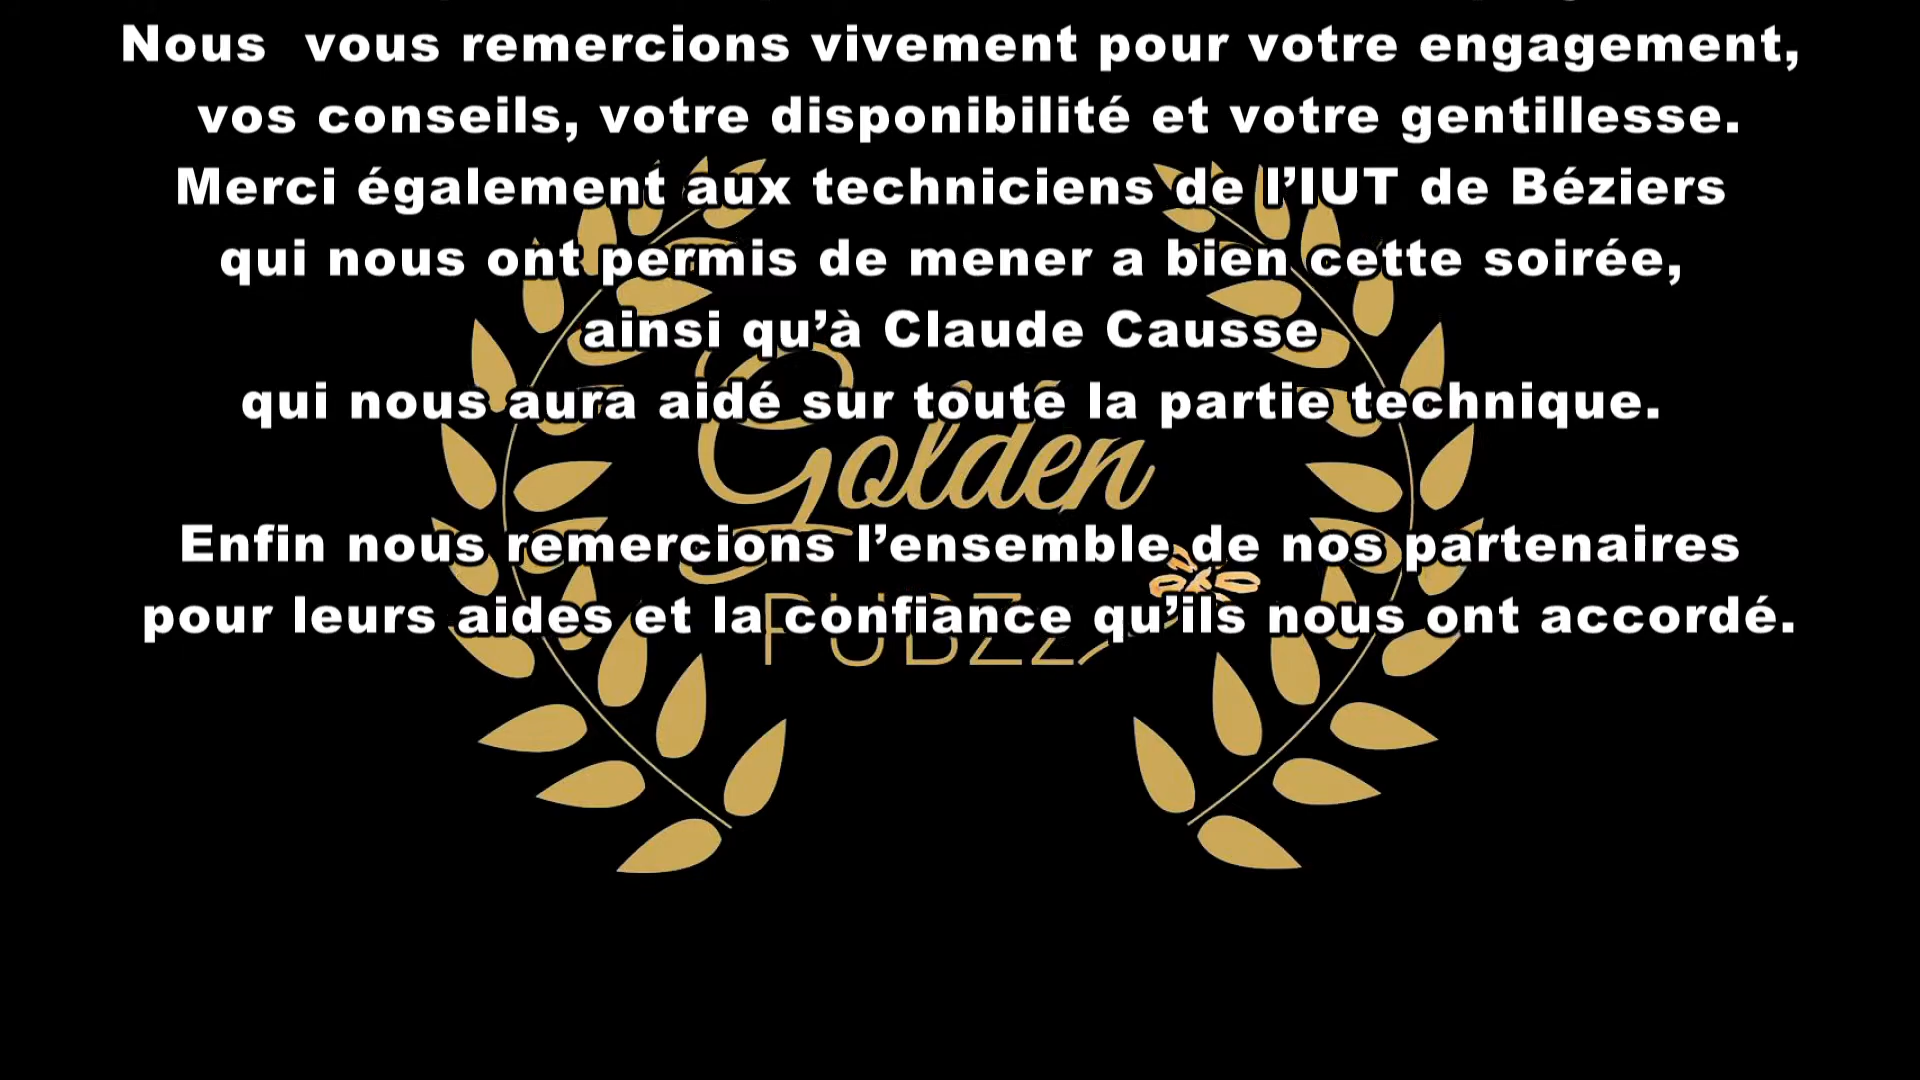 Nous vous remercions vivement pour votre engagement,
vos conseils, votre disponibilité et votre gentillesse.
Merci également aux techniciens de l’IUT de Béziers
qui nous ont permis de mener a bien cette soirée,
ainsi qu’à Claude Causse
qui nous aura aidé sur toute la partie technique.
Golden
Enfin nous remercions l’ensemble de nos partenaires
pour leurs aides et la confiance qu’ils nous ont accordé.
PUBZZ